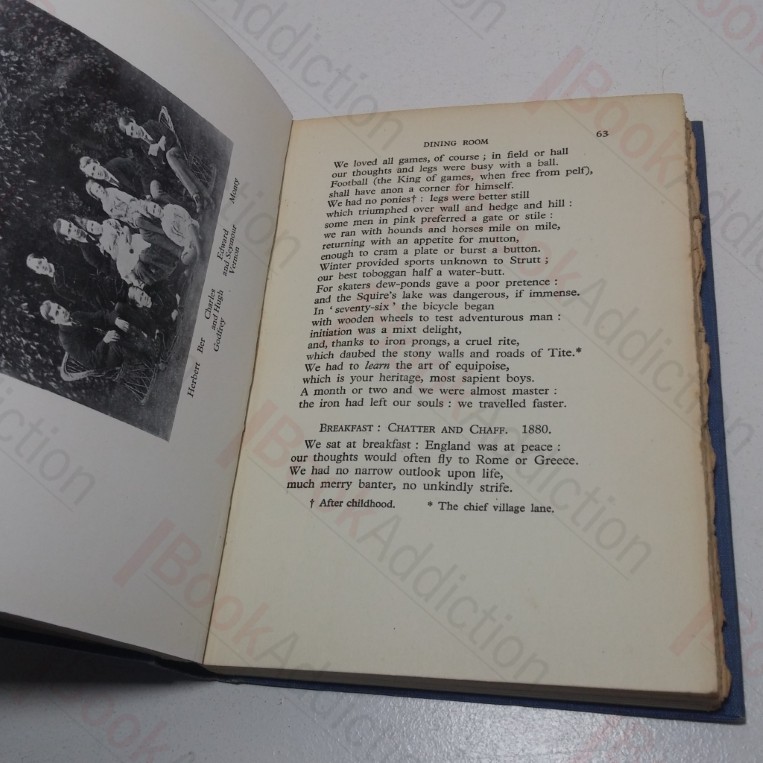 Herbert
Ber
Charles
and Hugh
Godfrey
Edward
and Seymour
Vernon
Mousy
DINING ROOM 63
We loved all games, of course ; in field or hall
our thoughts and legs were busy with a ball.
Football (the King of games, when free from pelf),
shall have anon a corner for himself.
We had no ponies† : legs were better still
which triumphed over wall and hedge and hill :
some men in pink preferred a gate or stile :
we ran with hounds and horses mile on mile,
returning with an appetite for mutton,
enough to cram a plate or burst a button.
Winter provided sports unknown to Strutt ;
our best toboggan half a water-butt.
For skaters dew-ponds gave a poor pretence :
and the Squire's lake was dangerous, if immense.
In 'seventy-six' the bicycle began
with wooden wheels to test adventurous man :
initiation was a mixt delight,
and, thanks to iron prongs, a cruel rite,
which daubed the stony walls and roads of Tite.*
We had to learn the art of equipoise,
which is your heritage, most sapient boys.
A month or two and we were almost master :
the iron had left our souls : we travelled faster.
BREAKFAST : CHATTER AND CHAFF. 1880.
We sat at breakfast : England was at peace :
our thoughts would often fly to Rome or Greece.
We had no narrow outlook upon life,
much merry banter, no unkindly strife.
† After childhood. * The chief village lane.
BookAddiction